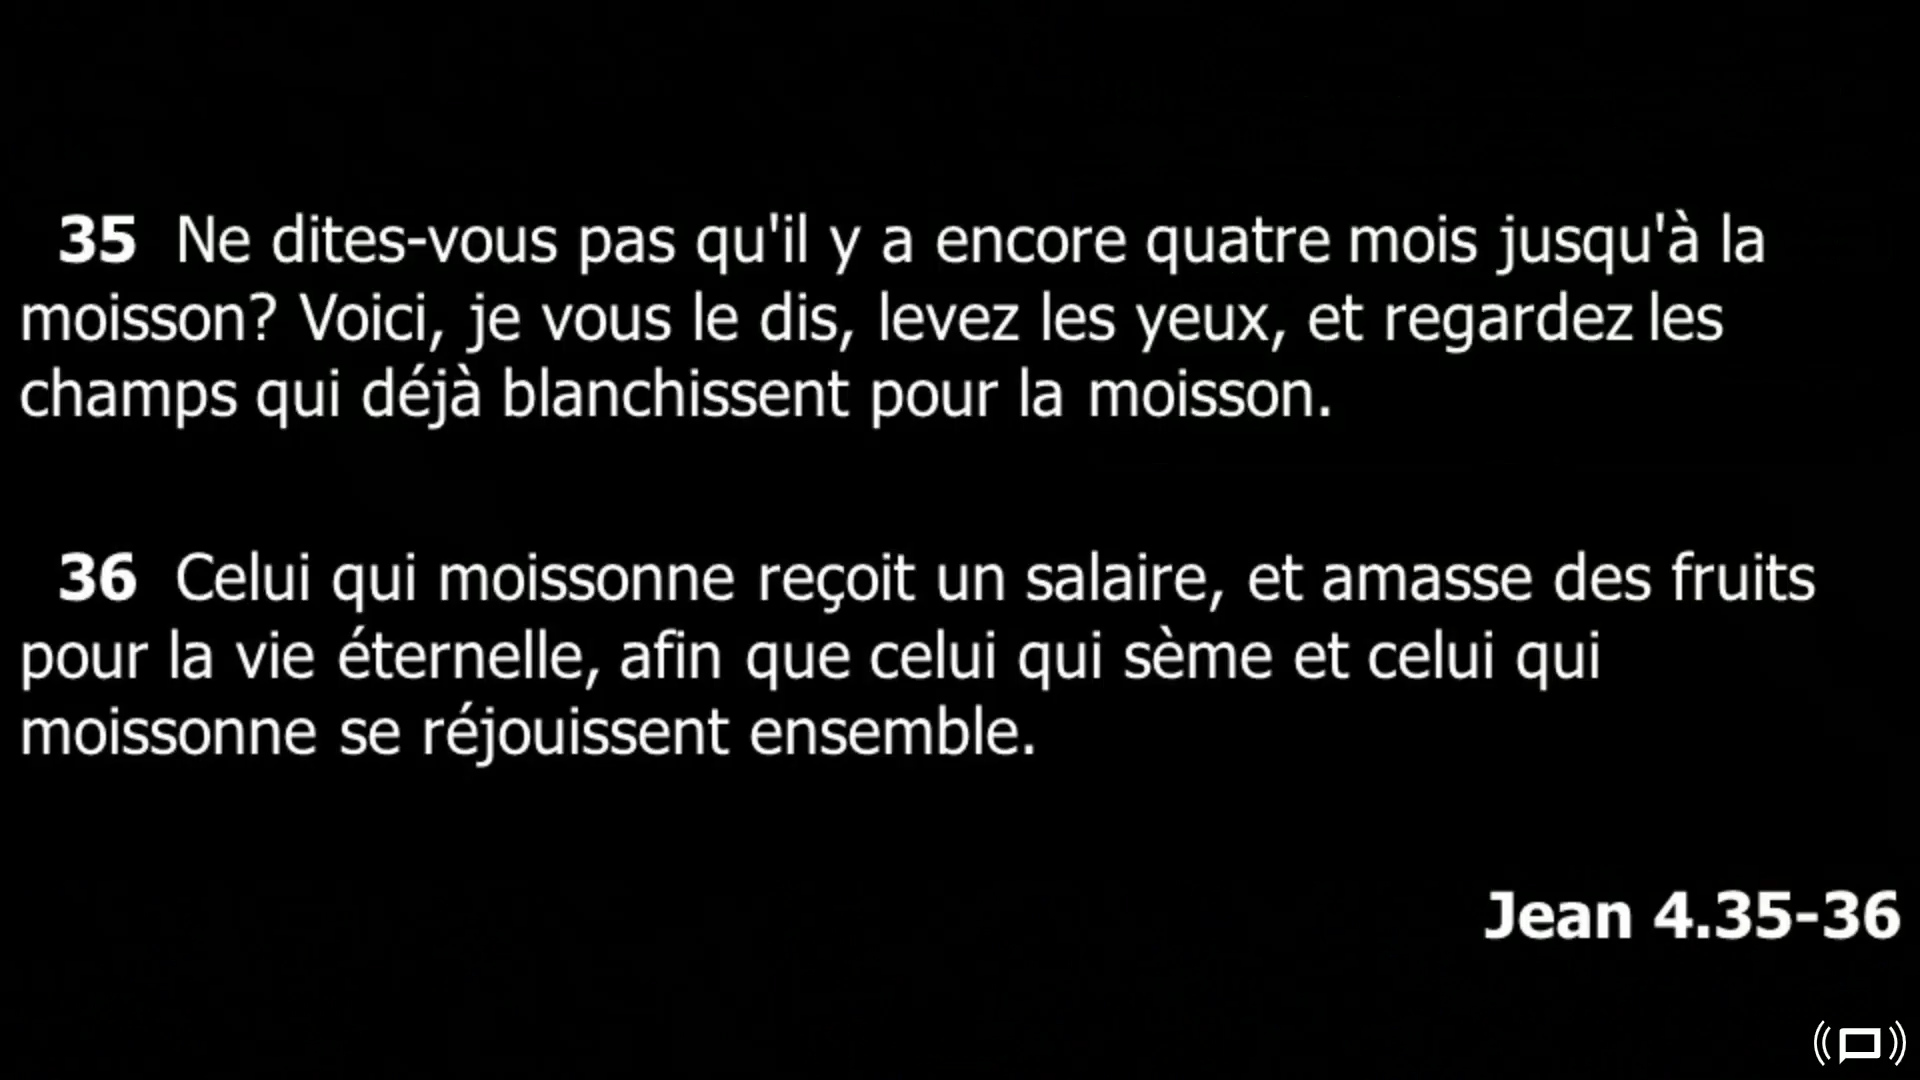 35 Ne dites-vous pas qu'il y a encore quatre mois jusqu'à la
moisson? Voici, je vous le dis, levez les yeux, et regardez les
champs qui déjà blanchissent pour la moisson.
36 Celui qui moissonne reçoit un salaire, et amasse des fruits
pour la vie éternelle, afin que celui qui sème et celui qui
moissonne se réjouissent ensemble.
Jean 4.35-36